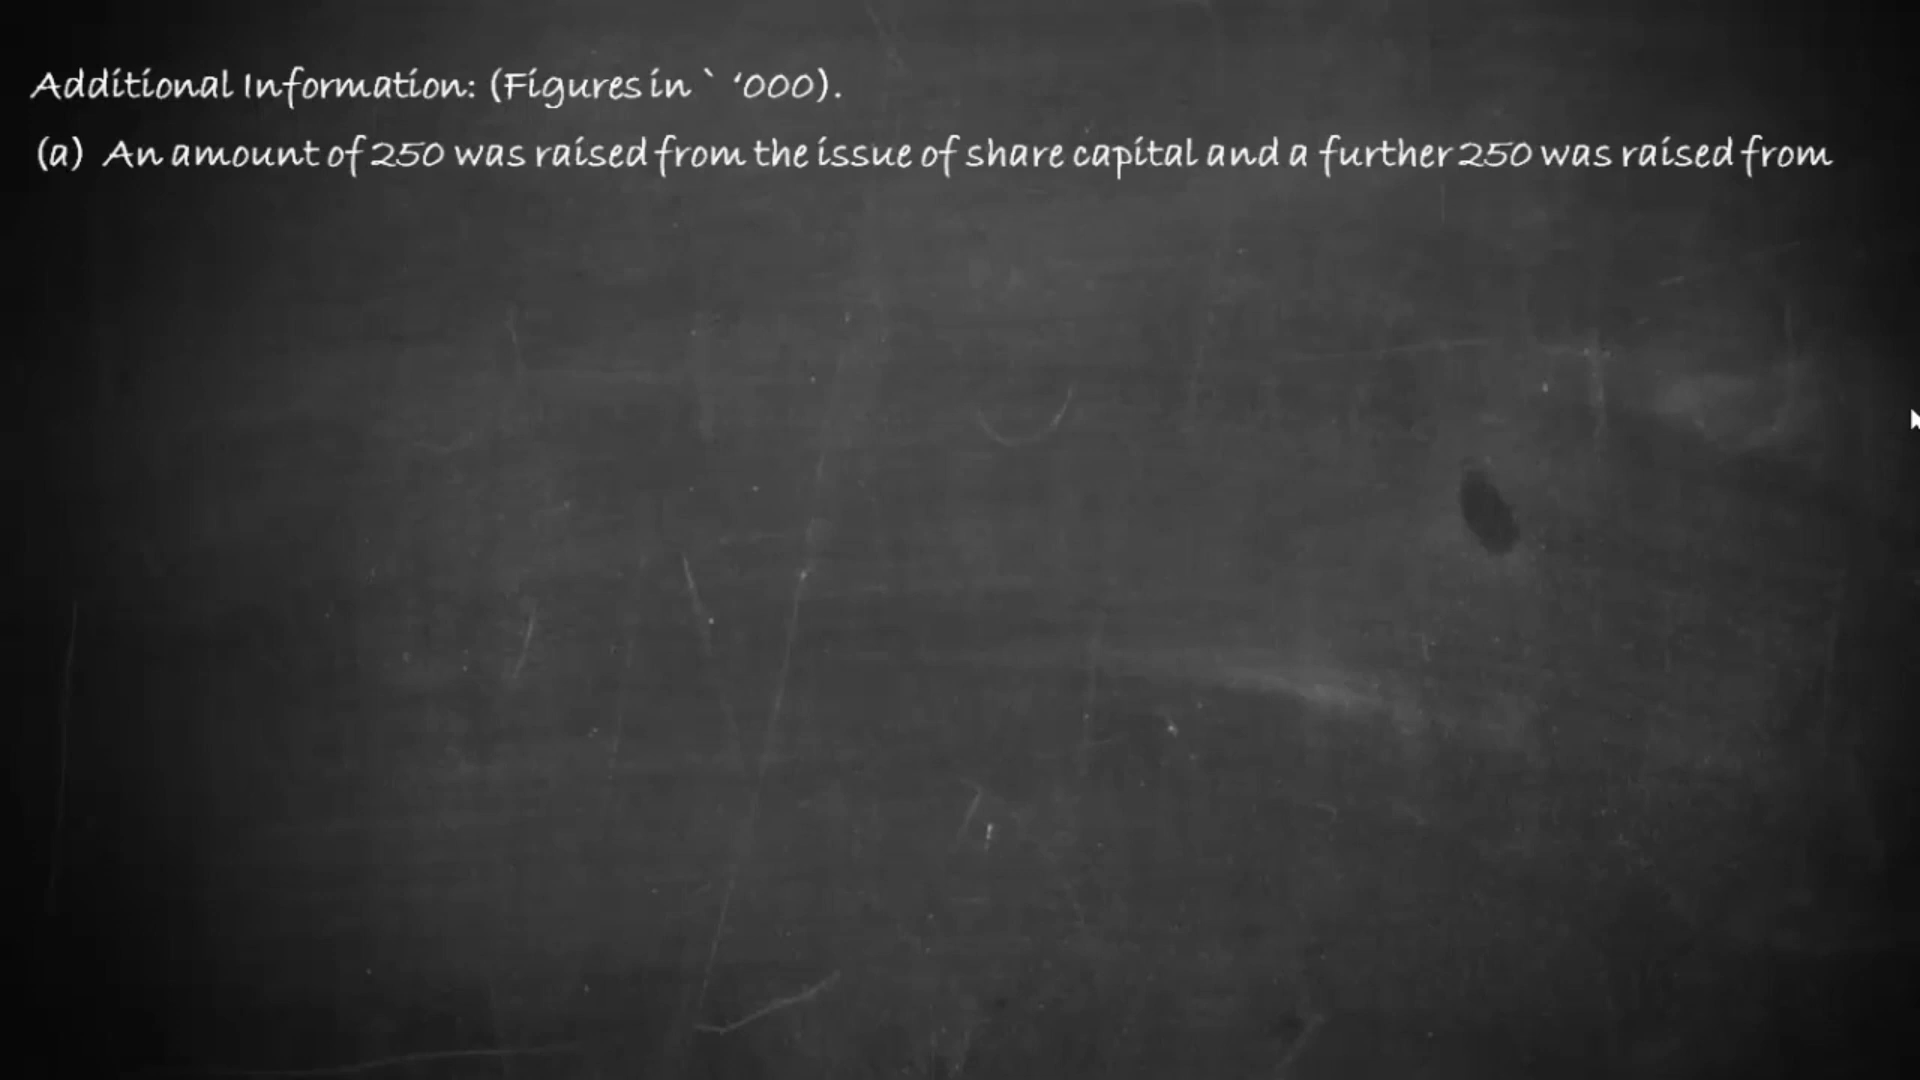 Additional Information: (Figures in ` ‘000).
(a) An amount of 250 was raised from the issue of share capital and a further 250 was raised from